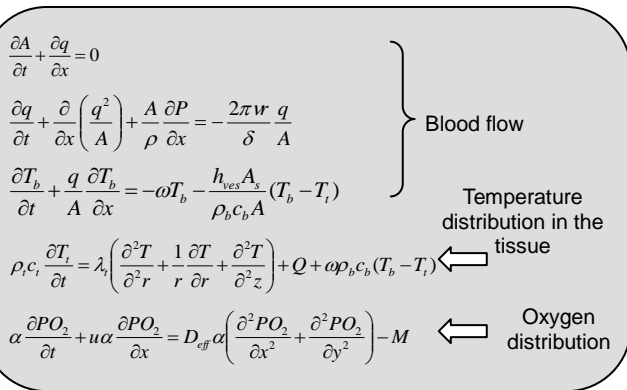 ∂A/∂t + ∂q/∂x = 0
∂q/∂t + ∂/∂x (q²/A) + A/ρ ∂P/∂x = − 2πνr/δ q/A
Blood flow
∂T_b/∂t + q/A ∂T_b/∂x = −ωT_b − h_ves A_s/ρ_b c_b A (T_b − T_t)
Temperature
distribution in the
tissue
ρ_t c_t ∂T_t/∂t = λ_t (∂²T/∂²r + 1/r ∂T/∂r + ∂²T/∂²z) + Q + ωρ_b c_b (T_b − T_t)
α ∂PO₂/∂t + uα ∂PO₂/∂x = D_eff α (∂²PO₂/∂x² + ∂²PO₂/∂y²) − M
Oxygen
distribution